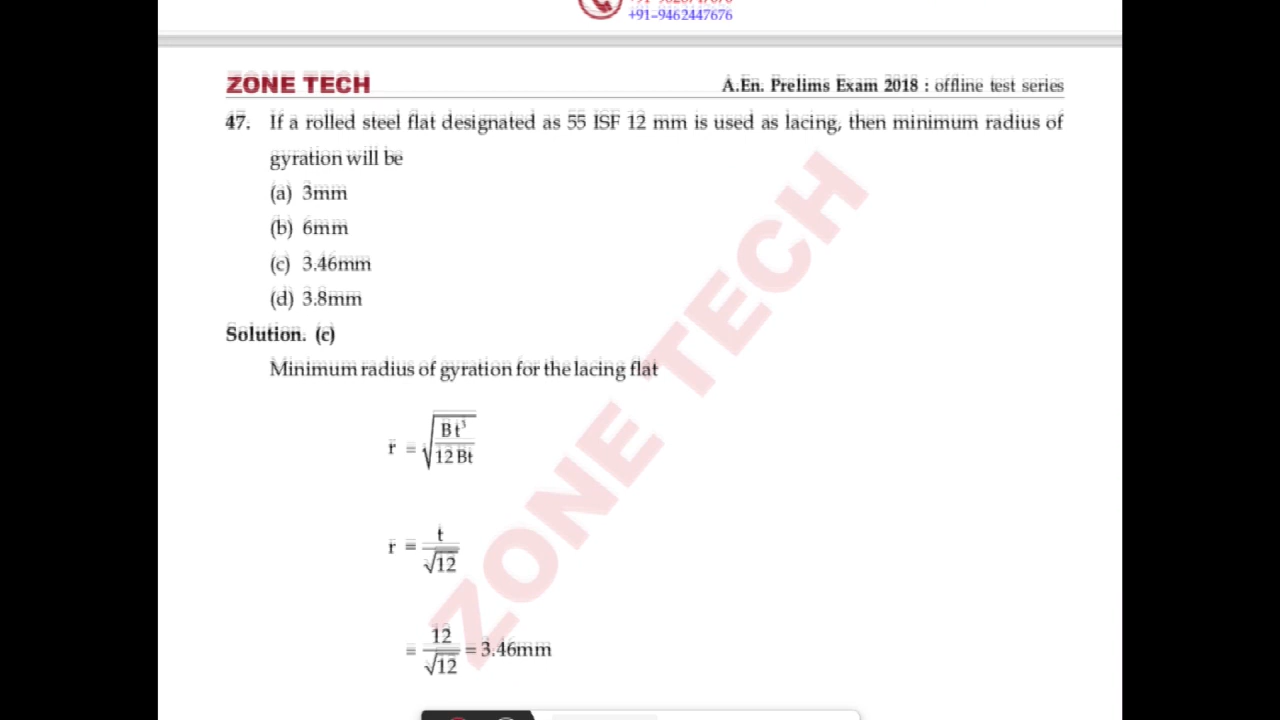 +91-9462447676
ZONE TECH
A.En. Prelims Exam 2018 : offline test series
47. If a rolled steel flat designated as 55 ISF 12 mm is used as lacing, then minimum radius of
gyration will be
(a) 3mm
(b) 6mm
(c) 3.46mm
(d) 3.8mm
Solution. (c)
Minimum radius of gyration for the lacing flat
r = √(Bt³/12Bt)
r = t/√12
= 12/√12 = 3.46mm
ZONE TECH